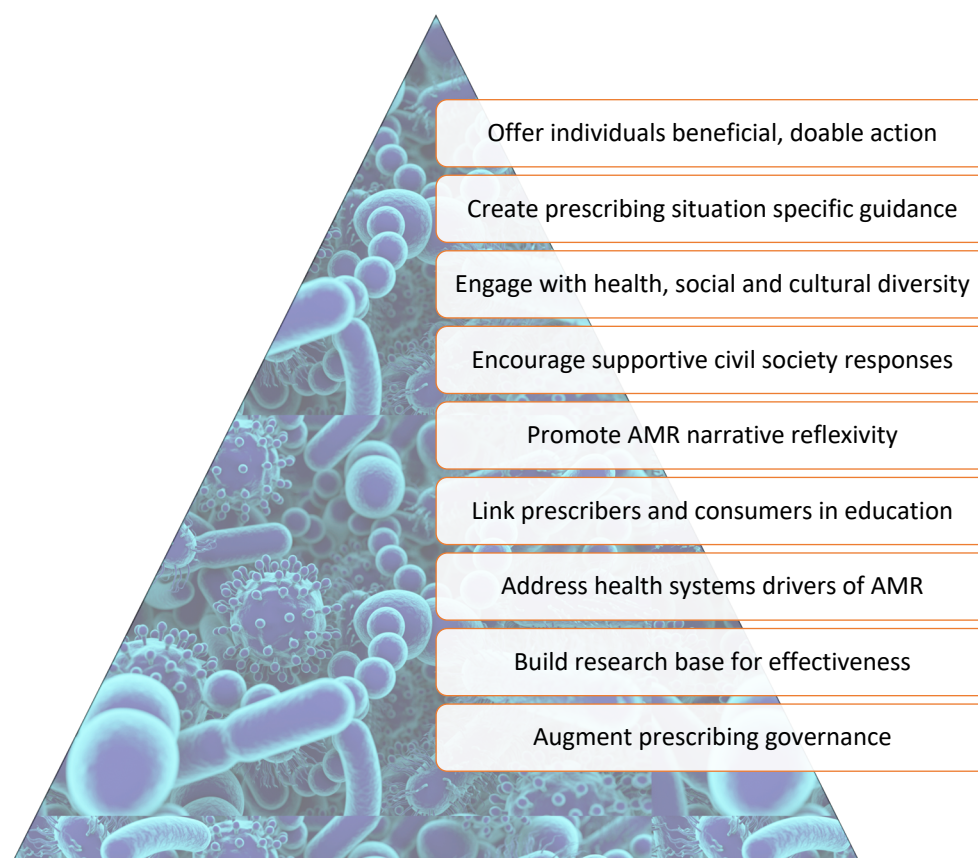 Offer individuals beneficial, doable action
Create prescribing situation specific guidance
Engage with health, social and cultural diversity
Encourage supportive civil society responses
Promote AMR narrative reflexivity
Link prescribers and consumers in education
Address health systems drivers of AMR
Build research base for effectiveness
Augment prescribing governance